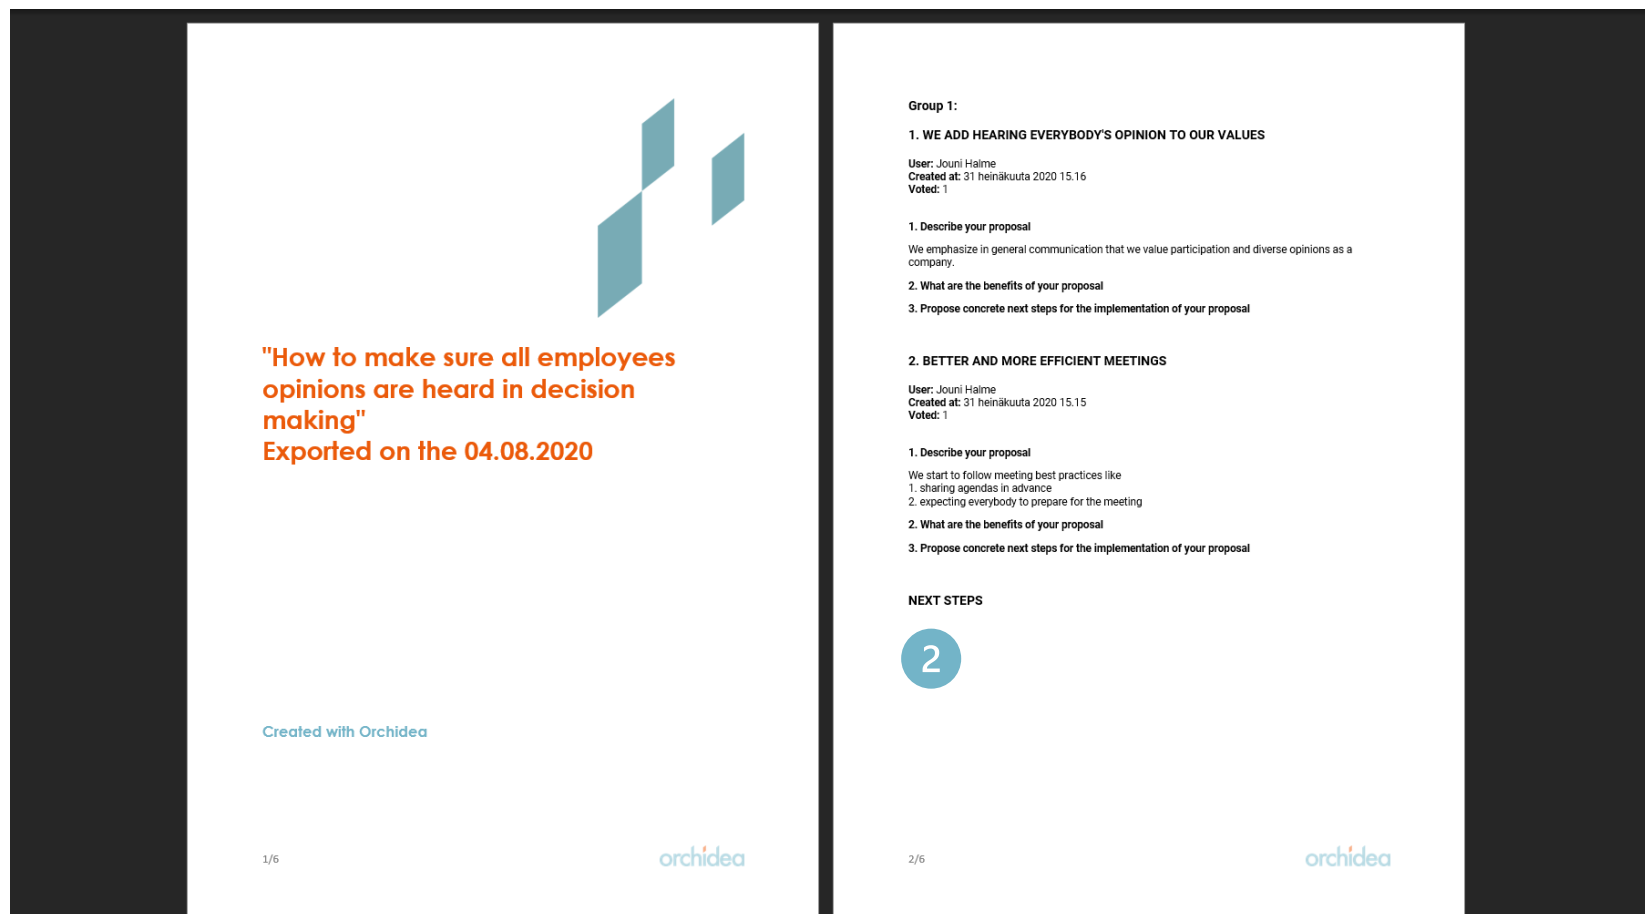 "How to make sure all employees
opinions are heard in decision
making"
Exported on the 04.08.2020
Created with Orchidea
1/6
orchidea
Group 1:
1. WE ADD HEARING EVERYBODY'S OPINION TO OUR VALUES
User: Jouni Halme
Created at: 31 heinäkuuta 2020 15.16
Voted: 1
1. Describe your proposal
We emphasize in general communication that we value participation and diverse opinions as a
company.
2. What are the benefits of your proposal
3. Propose concrete next steps for the implementation of your proposal
2. BETTER AND MORE EFFICIENT MEETINGS
User: Jouni Halme
Created at: 31 heinäkuuta 2020 15.15
Voted: 1
1. Describe your proposal
We start to follow meeting best practices like
1. sharing agendas in advance
2. expecting everybody to prepare for the meeting
2. What are the benefits of your proposal
3. Propose concrete next steps for the implementation of your proposal
NEXT STEPS
2
2/6
orchidea